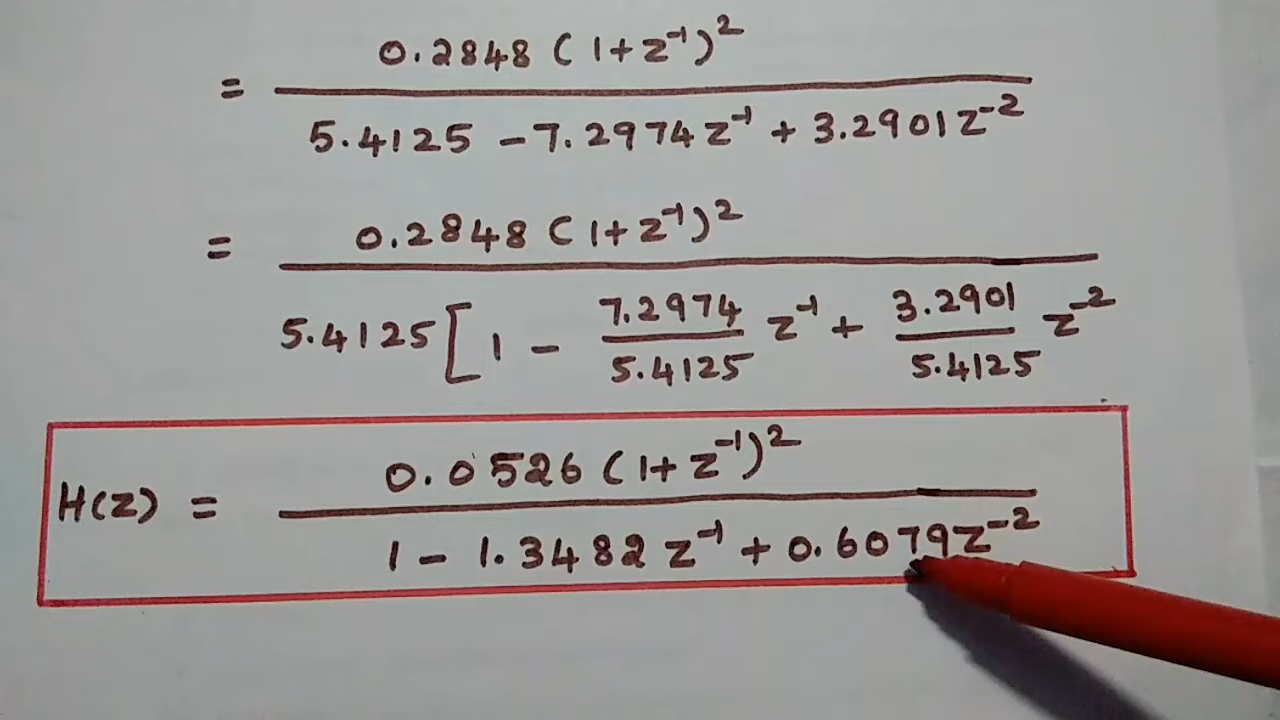 = 0.2848 (1+z⁻¹)²
5.4125 - 7.2974 z⁻¹ + 3.2901 z⁻²
= 0.2848 (1+z⁻¹)²
5.4125 [ 1 - 7.2974/5.4125 z⁻¹ + 3.2901/5.4125 z⁻²
H(z) = 0.0526 (1+z⁻¹)²
1 - 1.3482 z⁻¹ + 0.6079 z⁻²